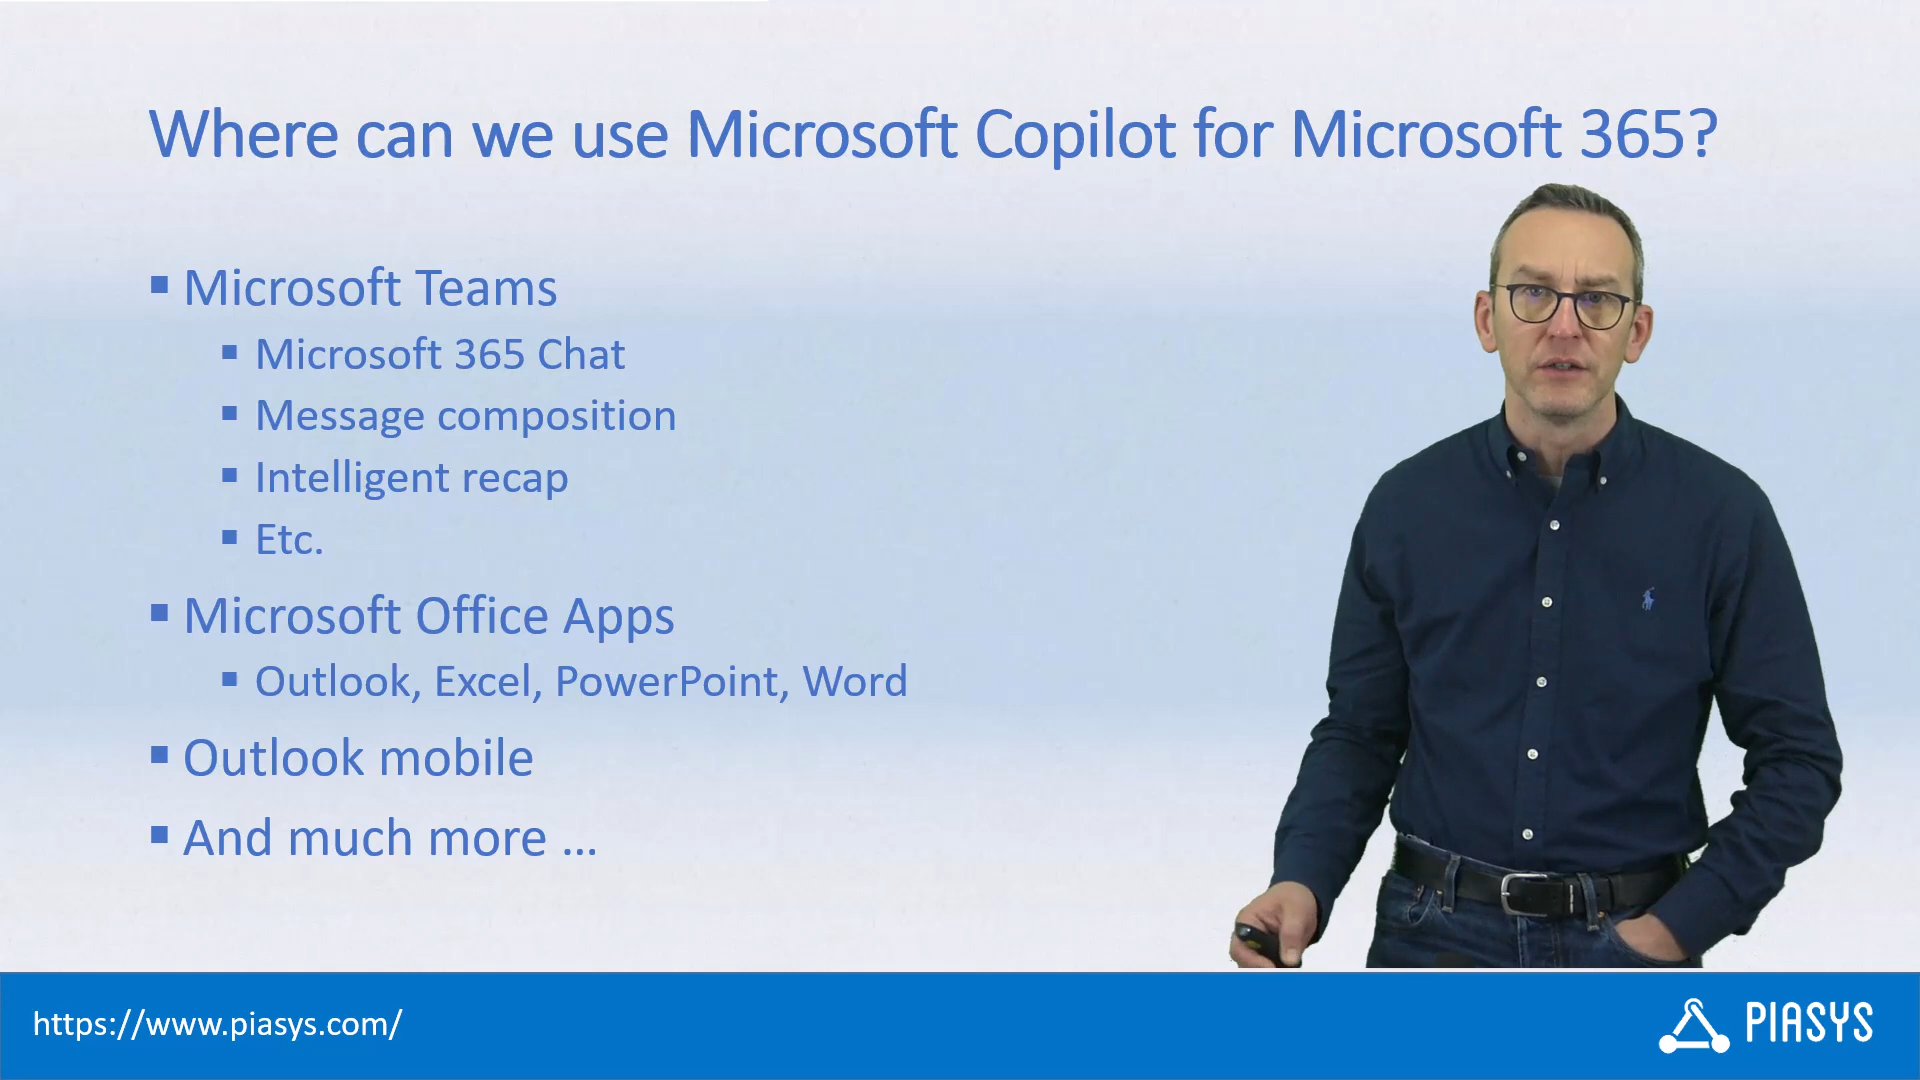 Where can we use Microsoft Copilot for Microsoft 365?
Microsoft Teams
Microsoft 365 Chat
Message composition
Intelligent recap
Etc.
Microsoft Office Apps
Outlook, Excel, PowerPoint, Word
Outlook mobile
And much more …
https://www.piasys.com/
PIASYS